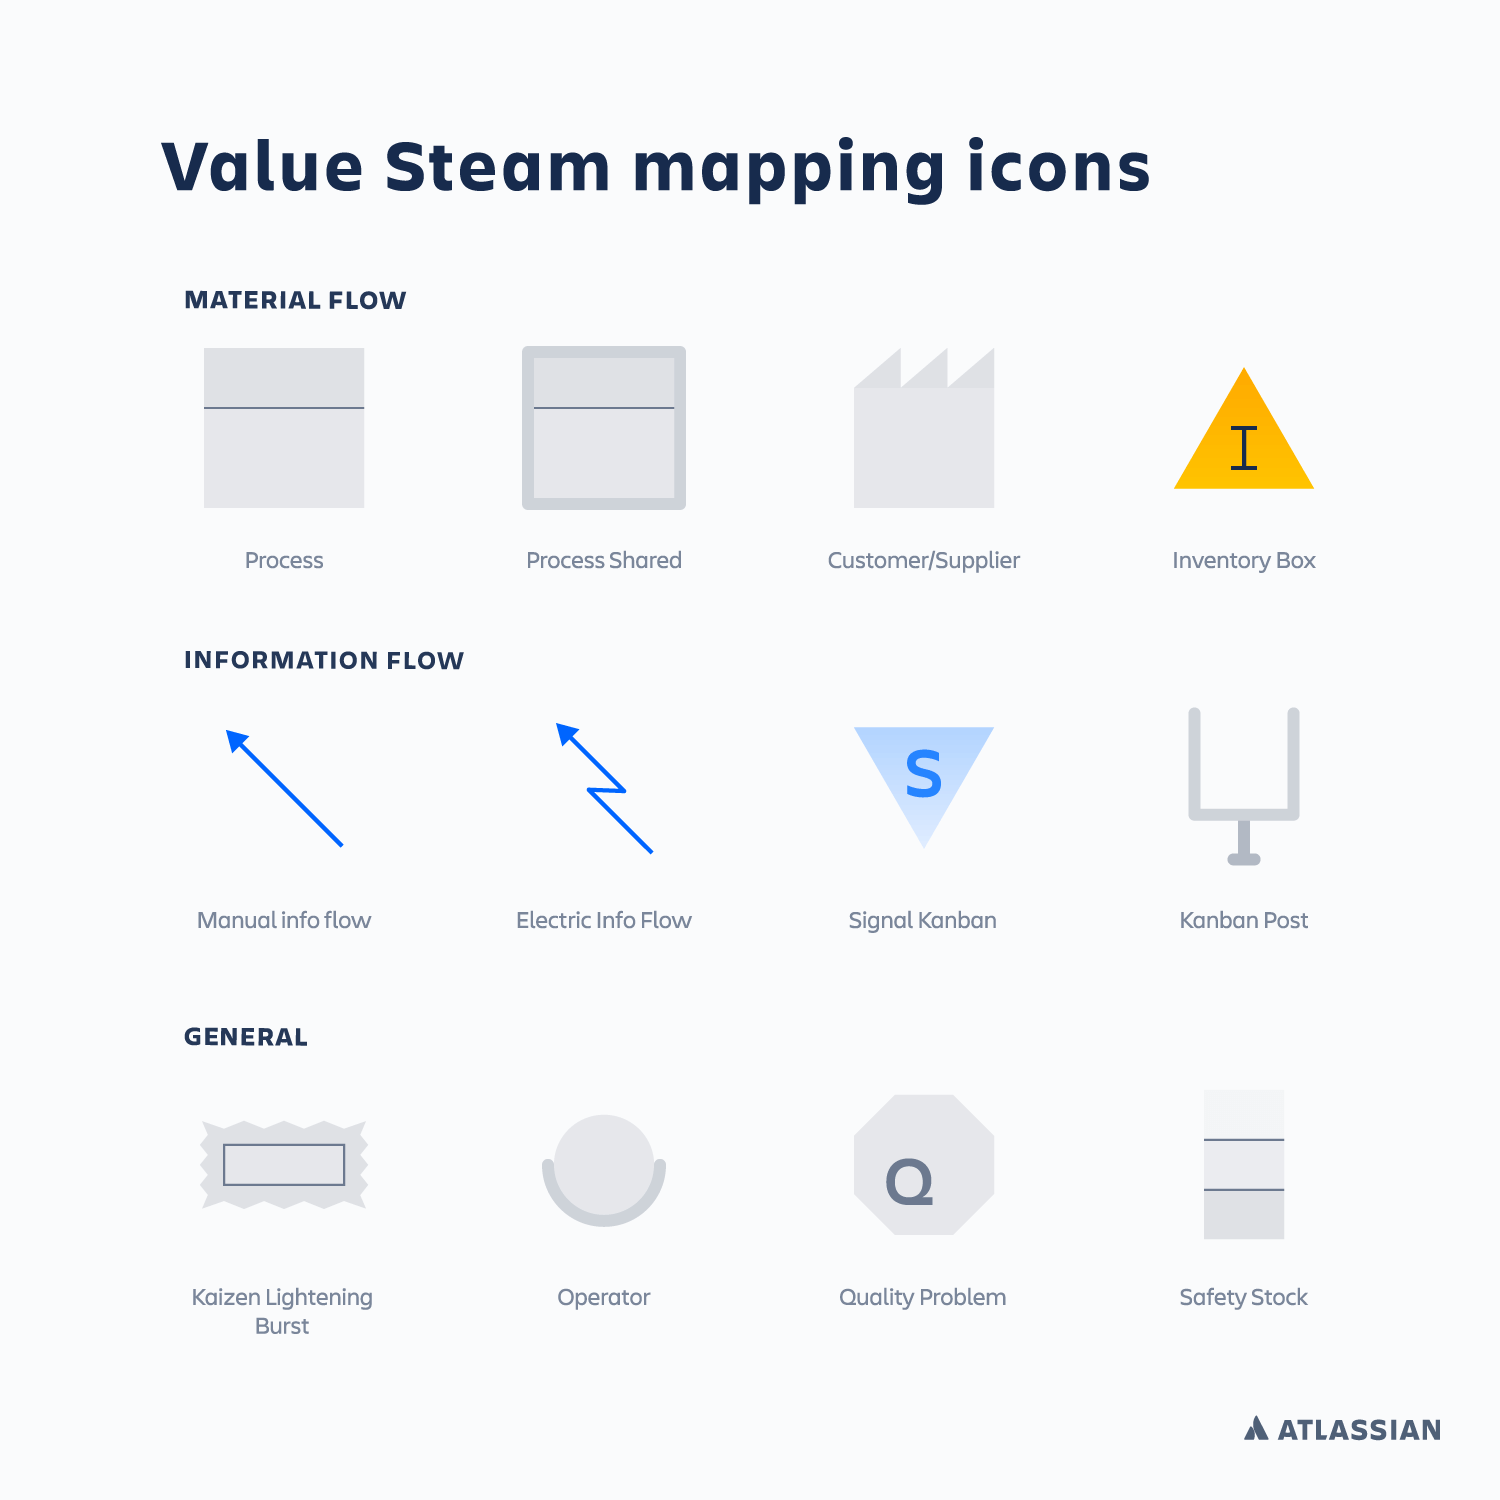 Value Steam mapping icons
MATERIAL FLOW
I
Process
Process Shared
Customer/Supplier
Inventory Box
INFORMATION FLOW
S
Manual info flow
Electric Info Flow
Signal Kanban
Kanban Post
GENERAL
Q
Kaizen Lightening
Burst
Operator
Quality Problem
Safety Stock
ATLASSIAN